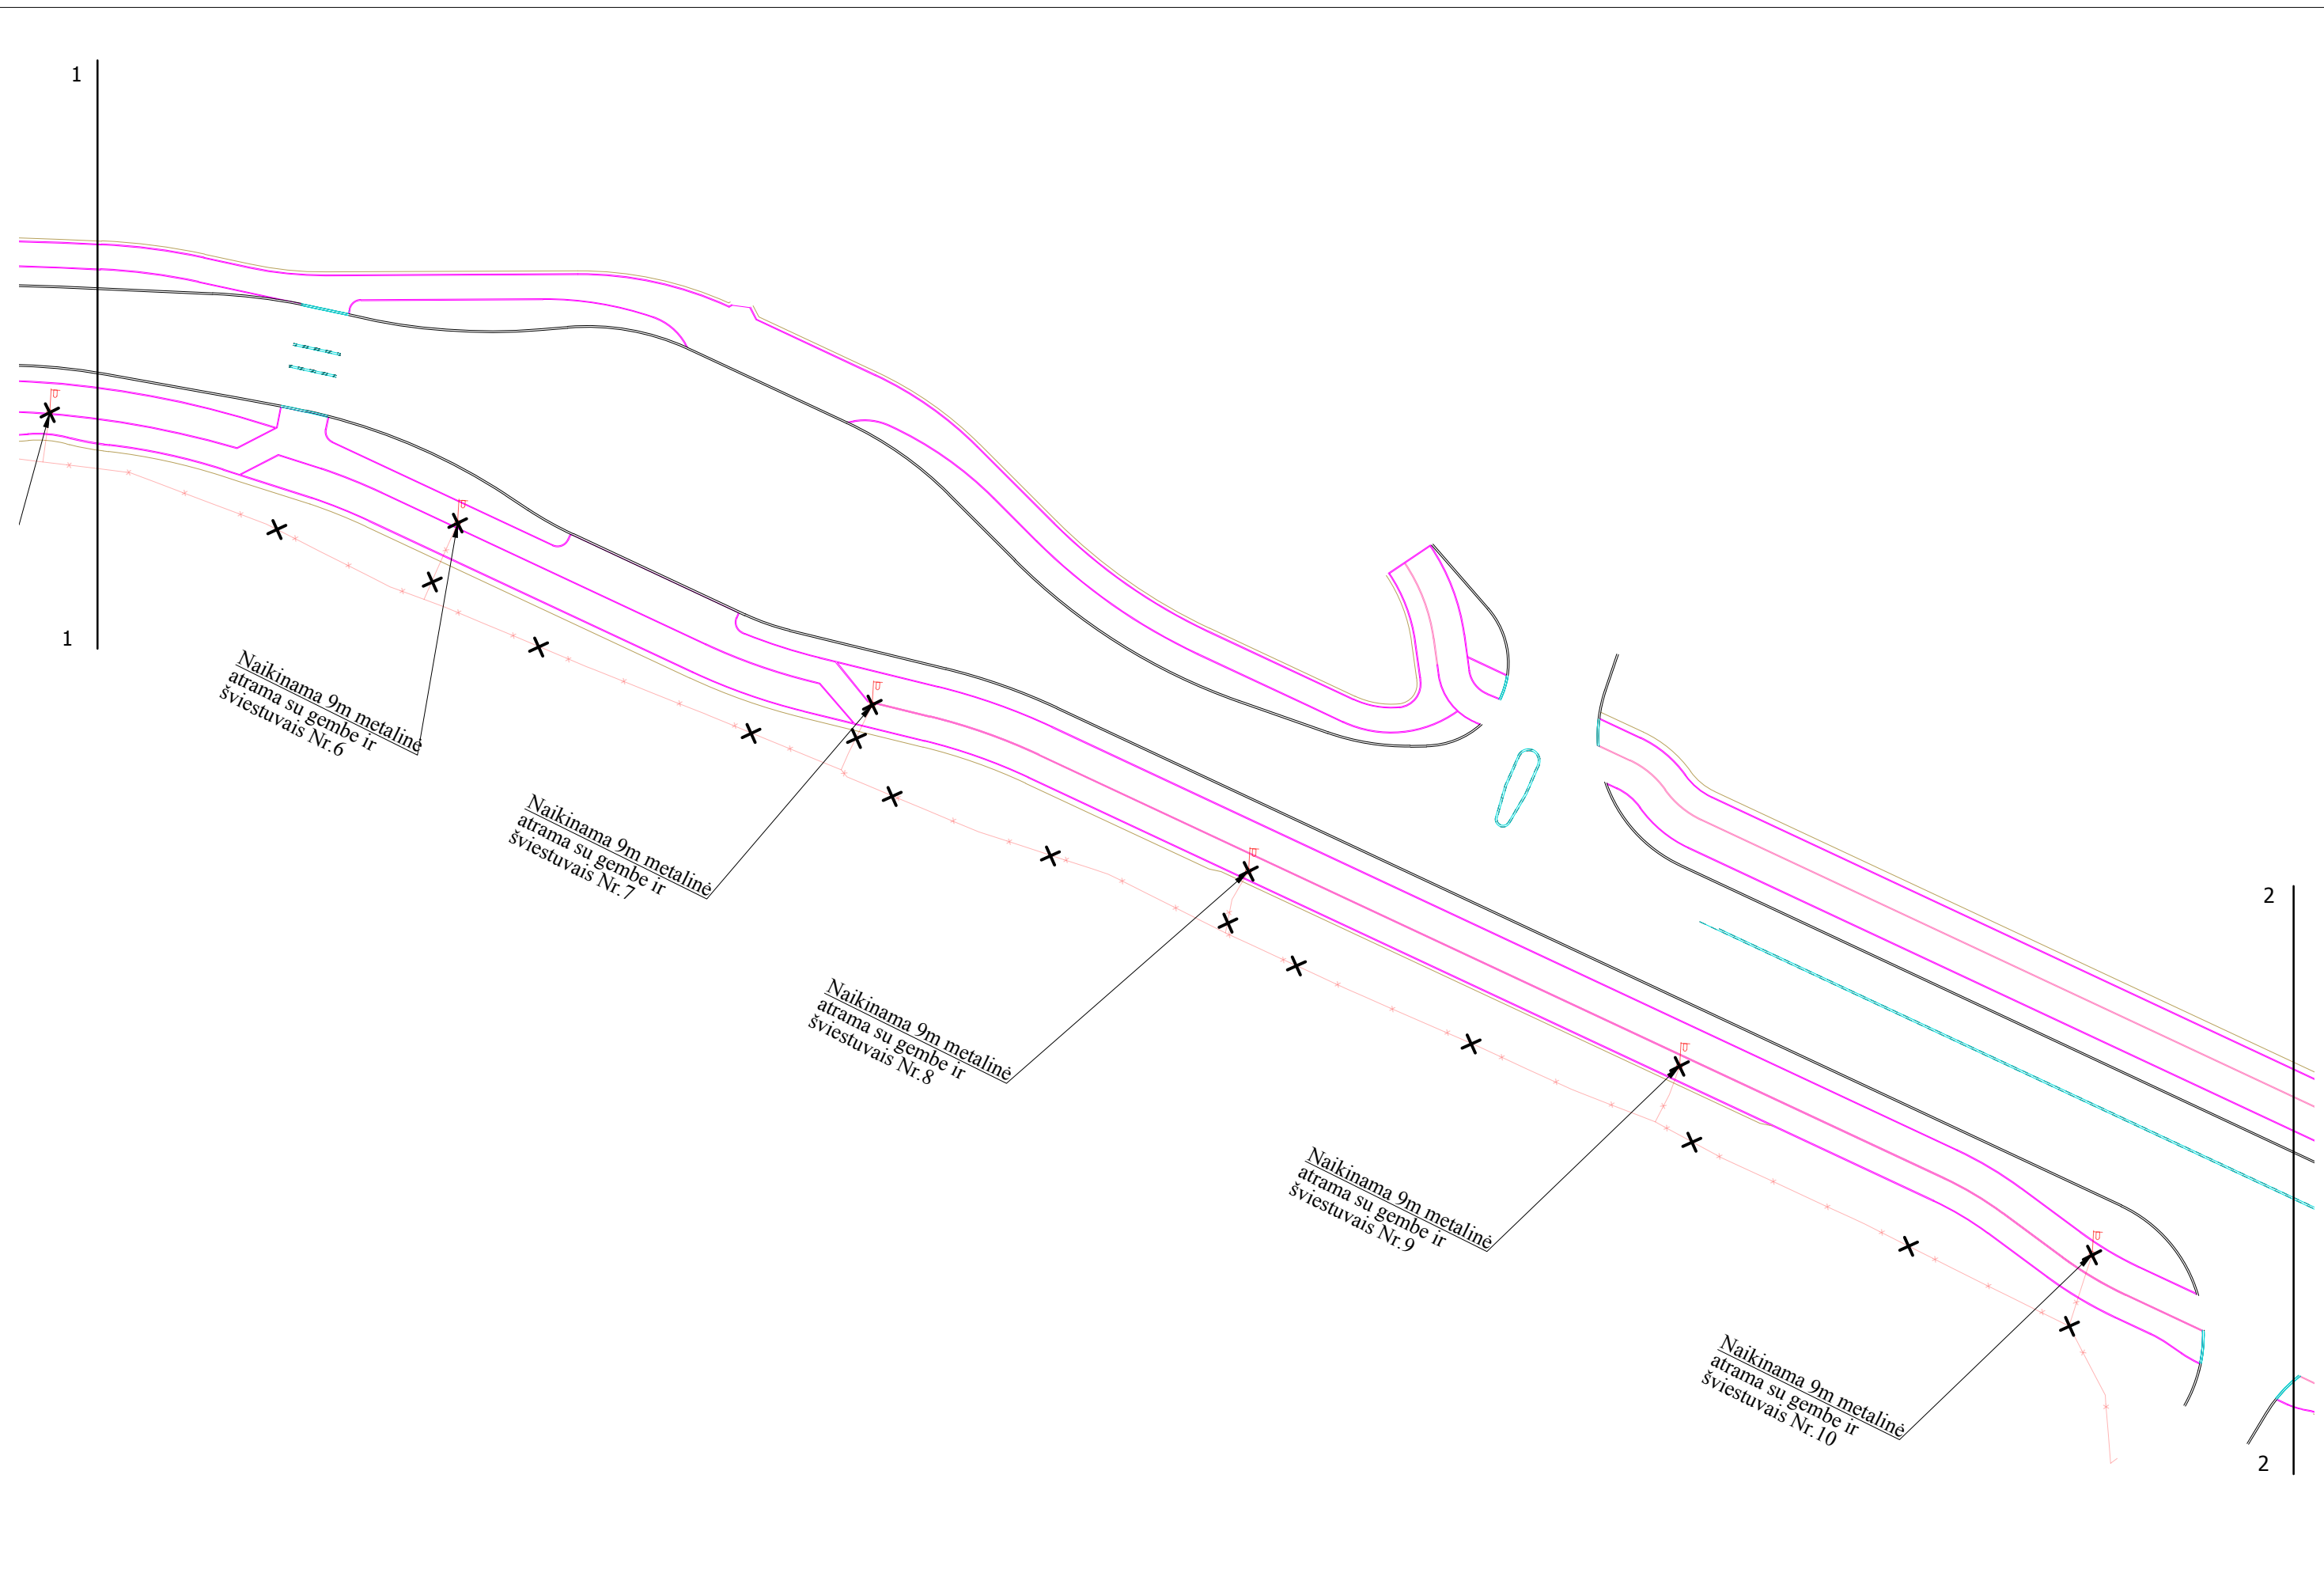 1
1
Naikinama 9m metalinė
atrama su gembe ir
šviestuvais Nr.6
Naikinama 9m metalinė
atrama su gembe ir
šviestuvais Nr.7
Naikinama 9m metalinė
atrama su gembe ir
šviestuvais Nr.8
2
Naikinama 9m metalinė
atrama su gembe ir
šviestuvais Nr.9
Naikinama 9m metalinė
atrama su gembe ir
šviestuvais Nr.10
2